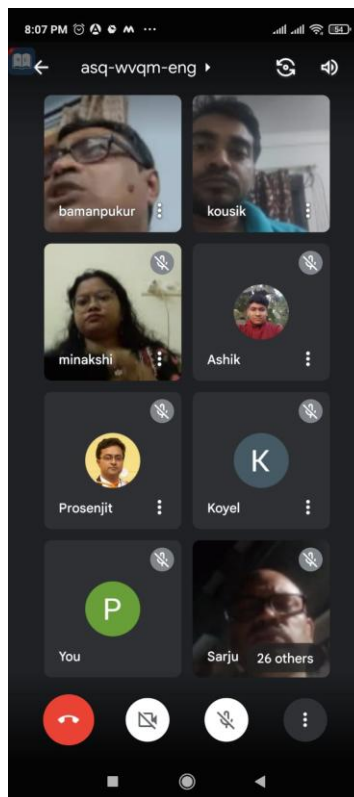 8:07 PM
54
asq-wvqm-eng
bamanpukur
kousik
minakshi
Ashik
Prosenjit
K
Koyel
P
You
Sarju
26 others